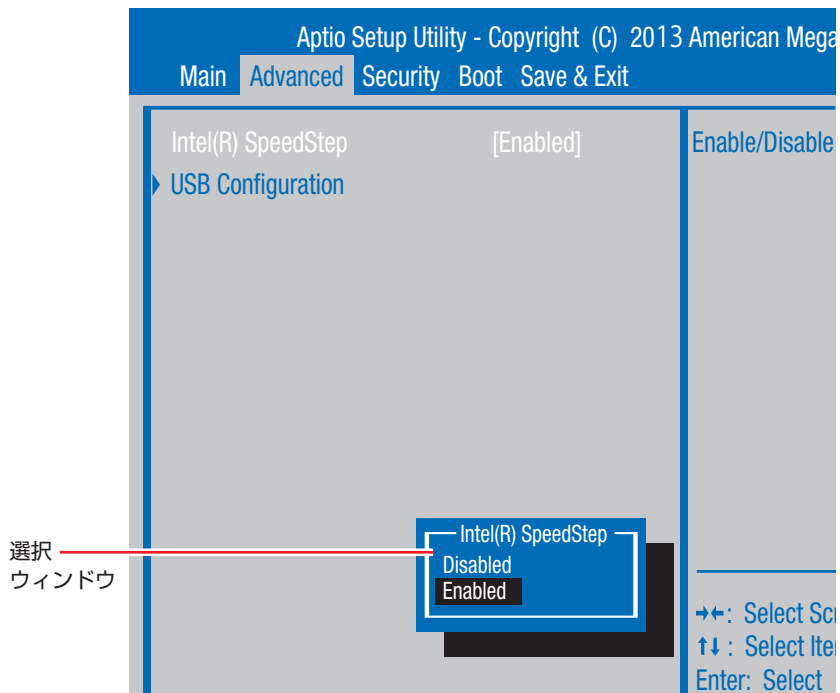 Aptio Setup Utility - Copyright (C) 2013 American Mega
Main Advanced Security Boot Save & Exit
Intel(R) SpeedStep [Enabled]
USB Configuration
Enable/Disable
選択
ウィンドウ
Intel(R) SpeedStep
Disabled
Enabled
→←: Select Scr
↑↓ : Select Iter
Enter: Select